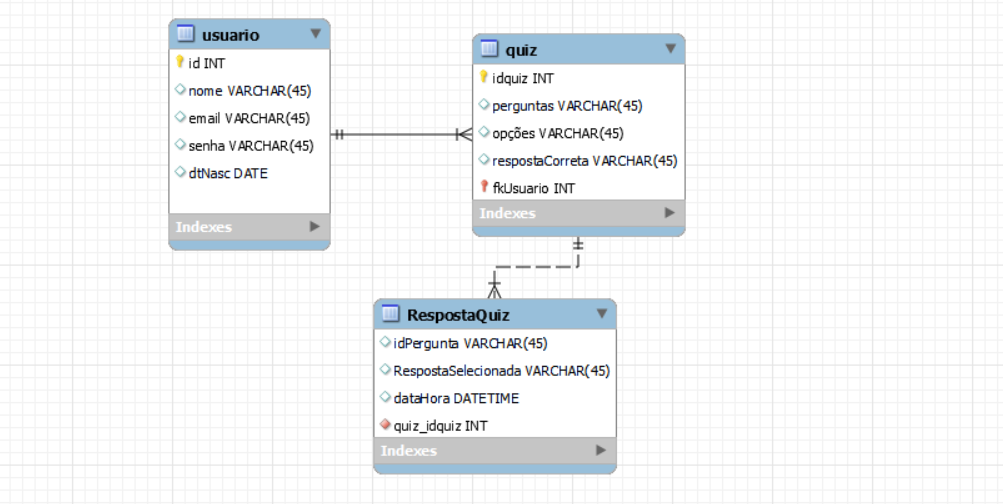 usuario
id INT
nome VARCHAR(45)
email VARCHAR(45)
senha VARCHAR(45)
dtNasc DATE
Indexes
quiz
idquiz INT
perguntas VARCHAR(45)
opções VARCHAR(45)
respostaCorreta VARCHAR(45)
fkUsuario INT
Indexes
RespostaQuiz
idPergunta VARCHAR(45)
RespostaSelecionada VARCHAR(45)
dataHora DATETIME
quiz_idquiz INT
Indexes